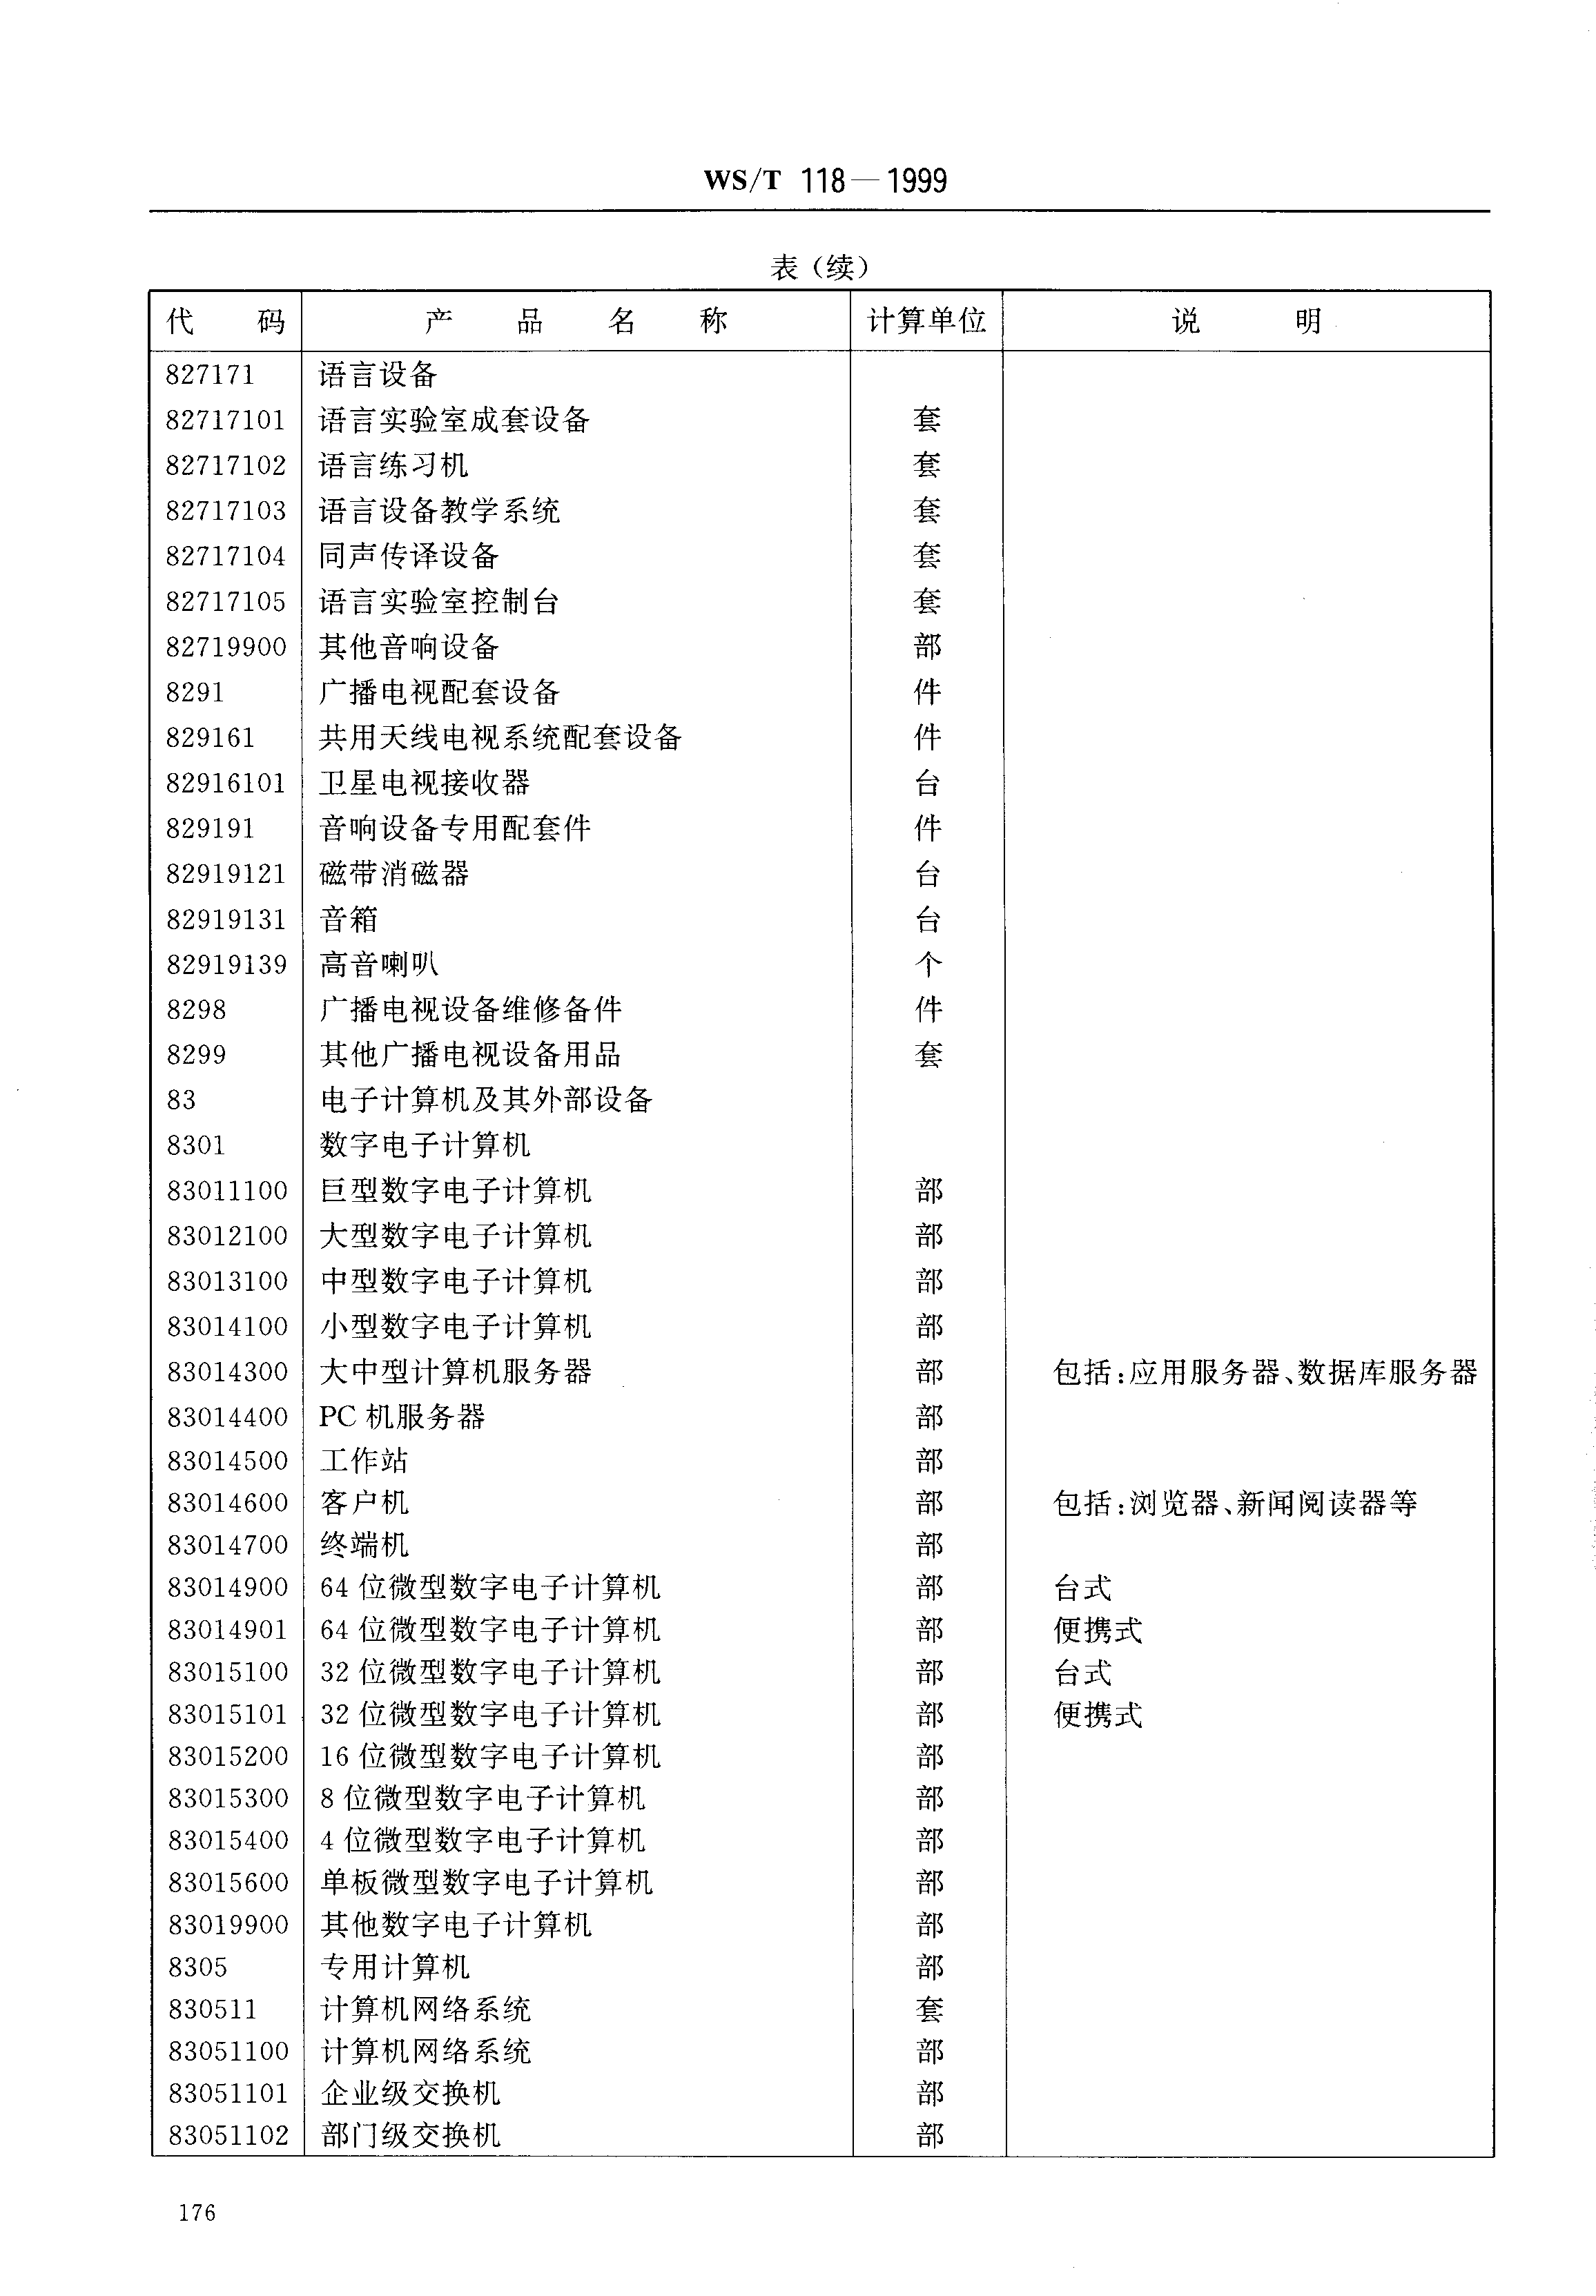 WS/T 118—1999
表（续）
代 码 产 品 名 称 计算单位 说 明
827171 语言设备
82717101 语言实验室成套设备 套
82717102 语言练习机 套
82717103 语言设备教学系统 套
82717104 同声传译设备 套
82717105 语言实验室控制台 套
82719900 其他音响设备 部
8291 广播电视配套设备 件
829161 共用天线电视系统配套设备 件
82916101 卫星电视接收器 台
829191 音响设备专用配套件 件
82919121 磁带消磁器 台
82919131 音箱 台
82919139 高音喇叭 个
8298 广播电视设备维修备件 件
8299 其他广播电视设备用品 套
83 电子计算机及其外部设备
8301 数字电子计算机
83011100 巨型数字电子计算机 部
83012100 大型数字电子计算机 部
83013100 中型数字电子计算机 部
83014100 小型数字电子计算机 部
83014300 大中型计算机服务器 部 包括:应用服务器、数据库服务器
83014400 PC 机服务器 部
83014500 工作站 部
83014600 客户机 部 包括:浏览器、新闻阅读器等
83014700 终端机 部
83014900 64 位微型数字电子计算机 部 台式
83014901 64 位微型数字电子计算机 部 便携式
83015100 32 位微型数字电子计算机 部 台式
83015101 32 位微型数字电子计算机 部 便携式
83015200 16 位微型数字电子计算机 部
83015300 8 位微型数字电子计算机 部
83015400 4 位微型数字电子计算机 部
83015600 单板微型数字电子计算机 部
83019900 其他数字电子计算机 部
8305 专用计算机 部
830511 计算机网络系统 套
83051100 计算机网络系统 部
83051101 企业级交换机 部
83051102 部门级交换机 部
176